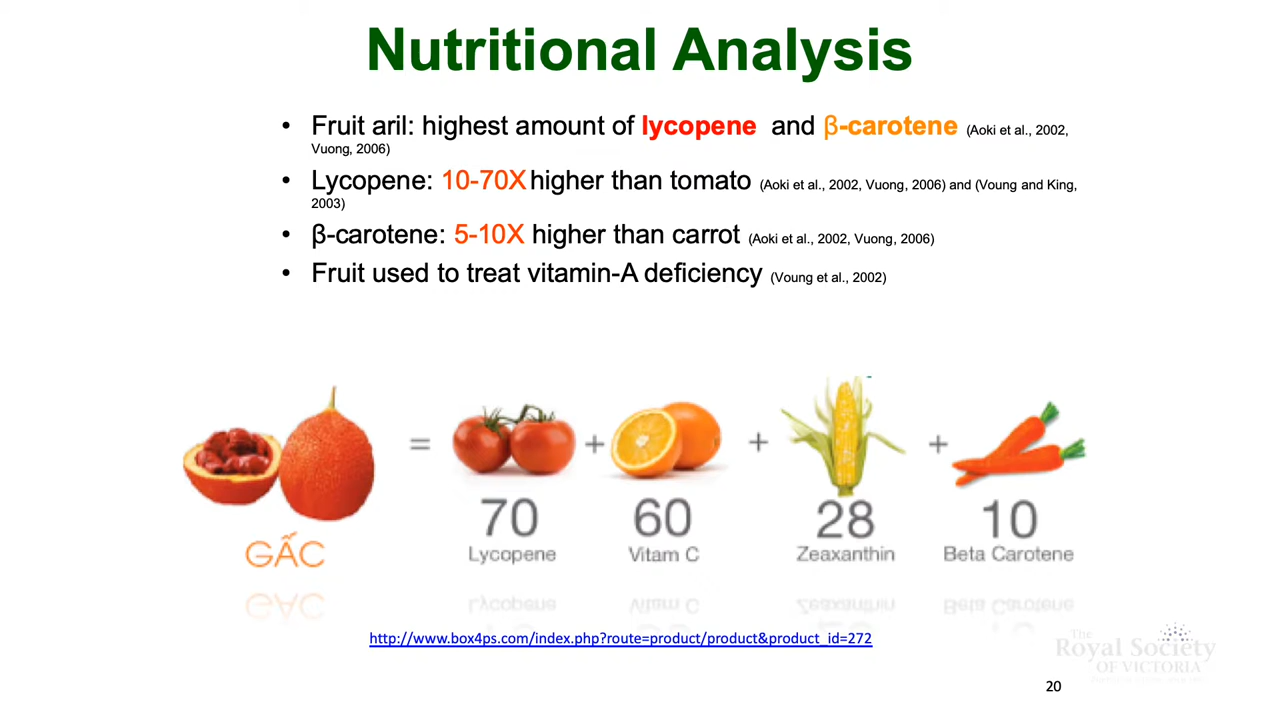 Nutritional Analysis
• Fruit aril: highest amount of lycopene and β-carotene (Aoki et al., 2002,
Vuong, 2006)
• Lycopene: 10-70X higher than tomato (Aoki et al., 2002, Vuong, 2006) and (Voung and King,
2003)
• β-carotene: 5-10X higher than carrot (Aoki et al., 2002, Vuong, 2006)
• Fruit used to treat vitamin-A deficiency (Voung et al., 2002)
= + + +
70 60 28 10
GẤC Lycopene Vitam C Zeaxanthin Beta Carotene
http://www.box4ps.com/index.php?route=product/product&product_id=272
The
Royal Society
OF VICTORIA
20